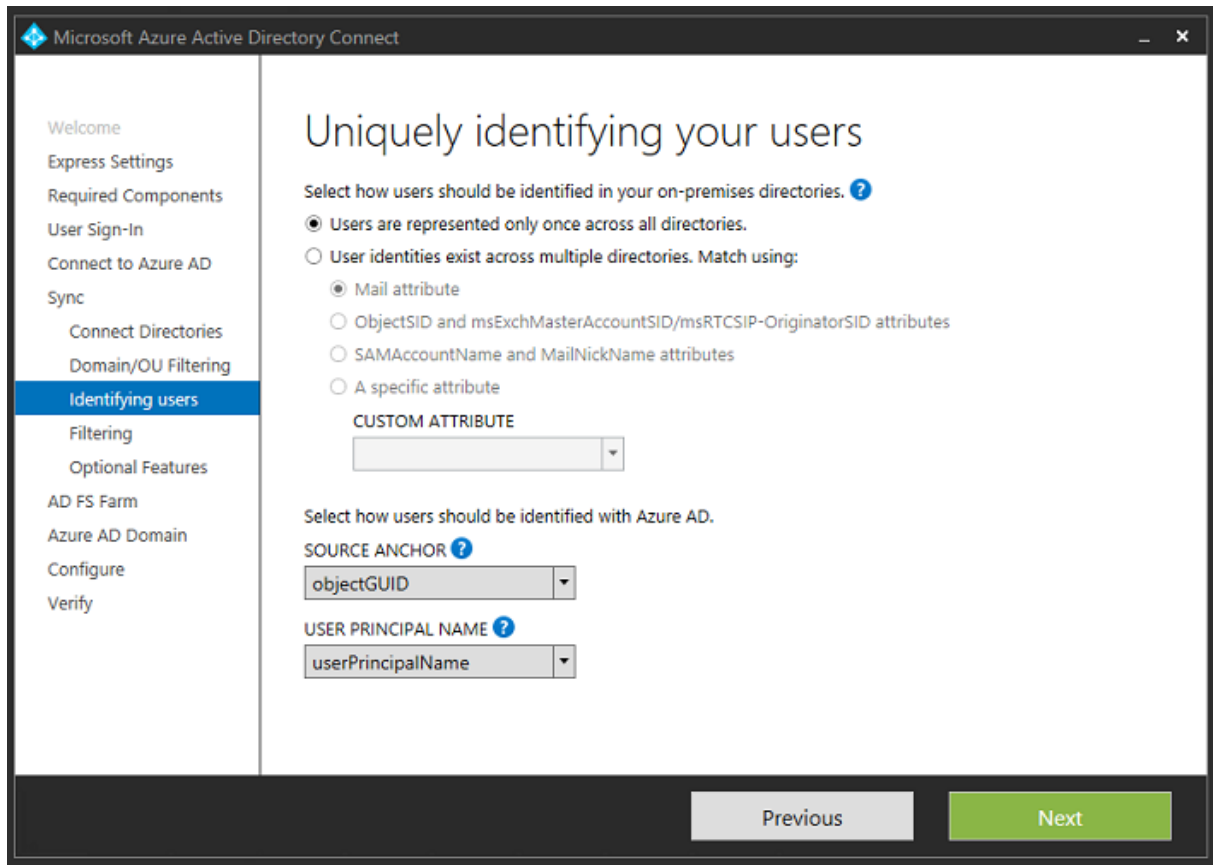 Microsoft Azure Active Directory Connect
Welcome
Express Settings
Required Components
User Sign-In
Connect to Azure AD
Sync
Connect Directories
Domain/OU Filtering
Identifying users
Filtering
Optional Features
AD FS Farm
Azure AD Domain
Configure
Verify
Uniquely identifying your users
Select how users should be identified in your on-premises directories. ?
Users are represented only once across all directories.
User identities exist across multiple directories. Match using:
Mail attribute
ObjectSID and msExchMasterAccountSID/msRTCSIP-OriginatorSID attributes
SAMAccountName and MailNickName attributes
A specific attribute
CUSTOM ATTRIBUTE
Select how users should be identified with Azure AD.
SOURCE ANCHOR ?
objectGUID
USER PRINCIPAL NAME ?
userPrincipalName
Previous
Next